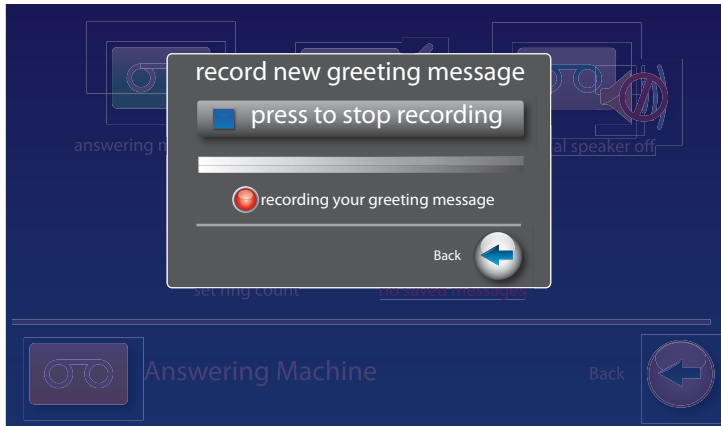 record new greeting message
press to stop recording
answering
al speaker off
recording your greeting message
Back
set ring count
no saved messages
Answering Machine
Back